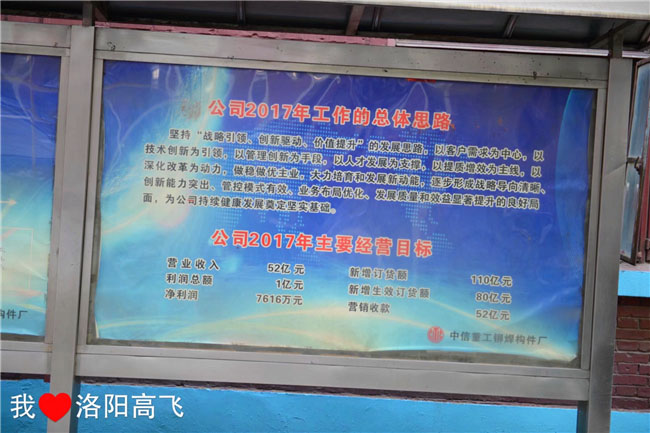 公司2017年工作的总体思路
坚持“战略引领、创新驱动、价值提升”的发展思路，以客户需求为中心，以
技术创新为引领，以管理创新为手段，以人才发展为支撑，以提质增效为主线，以
深化改革为动力，做稳做优主业，大力培育和发展新动能，逐步形成战略导向清晰、
创新能力突出、管控模式有效、业务布局优化、发展质量和效益显著提升的良好局
面，为公司持续健康发展奠定坚实基础。
公司2017年主要经营目标
营业收入 52亿元 新增订货额 110亿元
利润总额 1亿元 新增生效订货额 80亿元
净利润 7616万元 营销收款 52亿元
中信重工铆焊构件厂
构件厂
我❤洛阳高飞